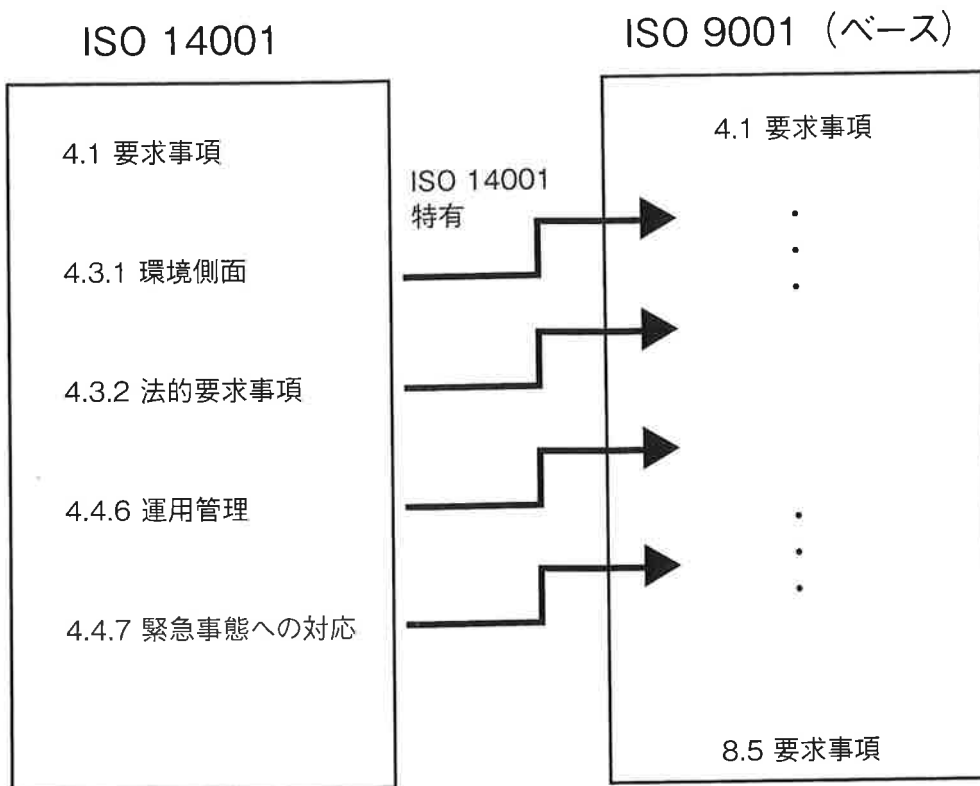 ISO 14001
ISO 9001（ベース）
4.1 要求事項
4.3.1 環境側面
4.3.2 法的要求事項
4.4.6 運用管理
4.4.7 緊急事態への対応
ISO 14001
特有
4.1 要求事項
・
・
・
・
・
・
8.5 要求事項